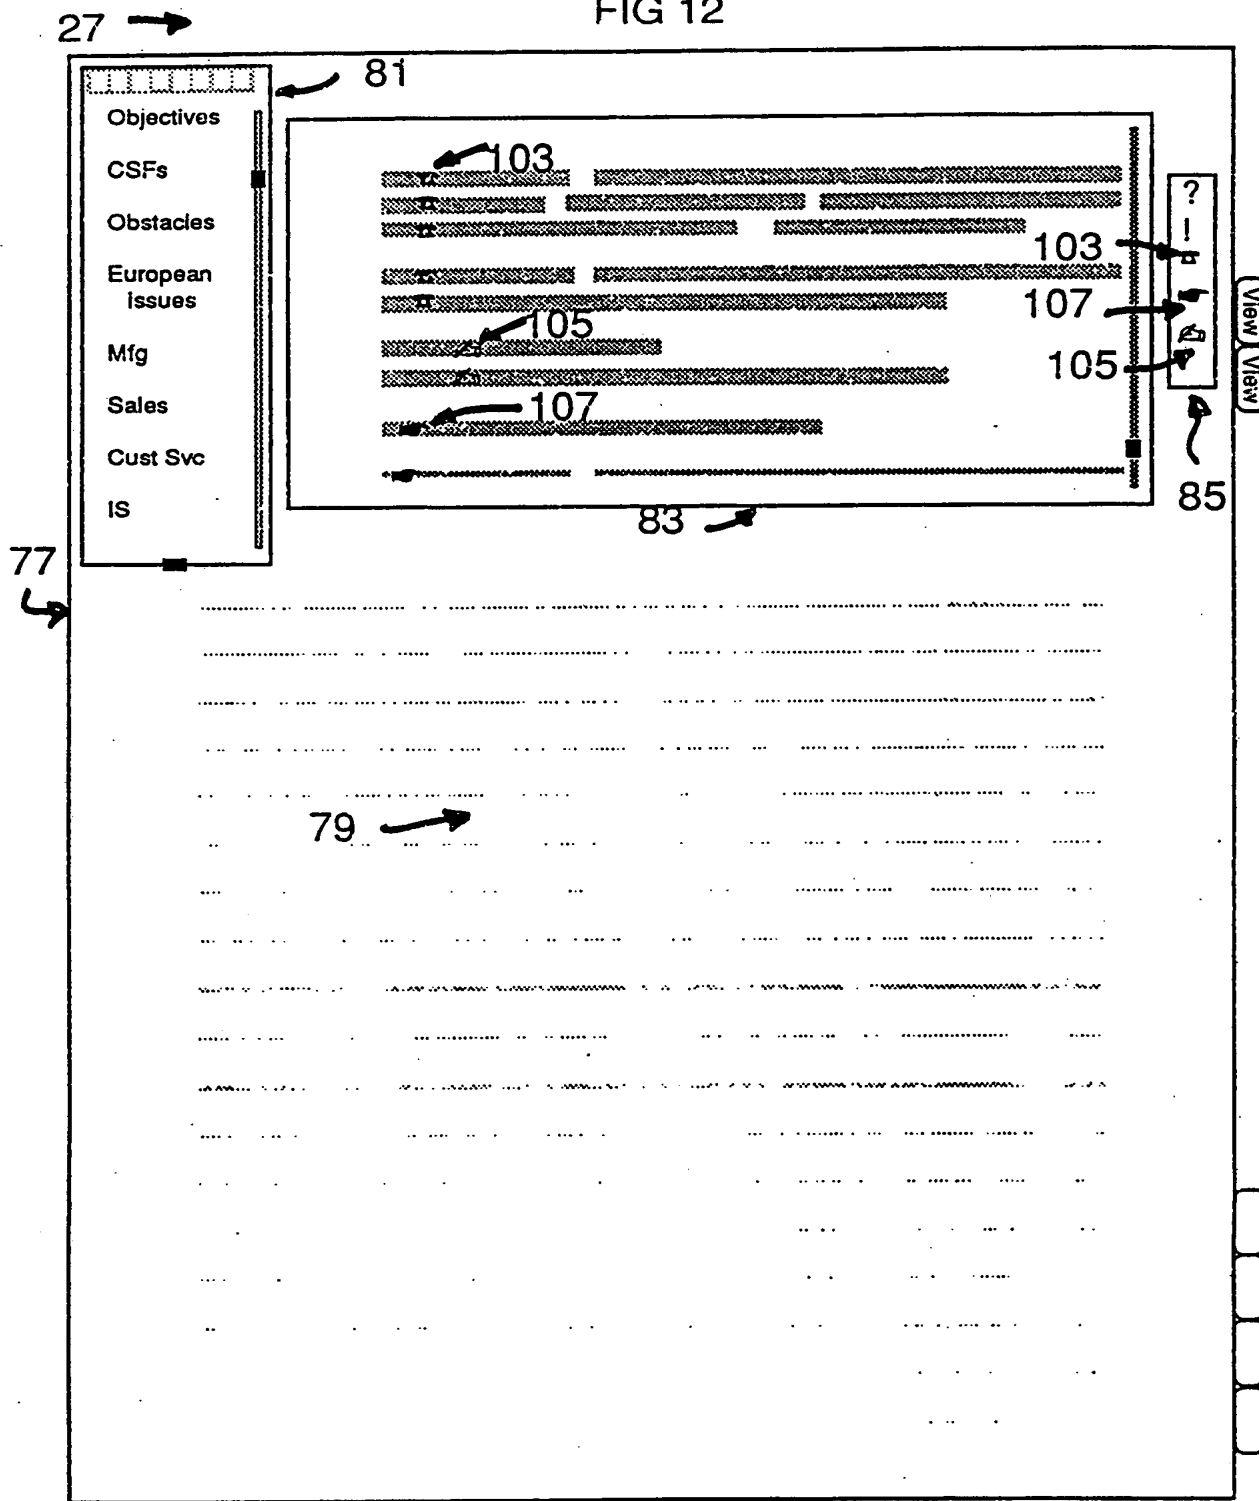 FIG 12
27
81
Objectives
CSFs
Obstacles
European
issues
Mfg
Sales
Cust Svc
IS
103
105
107
83
?
!
103
107
105
85
View
View
77
79